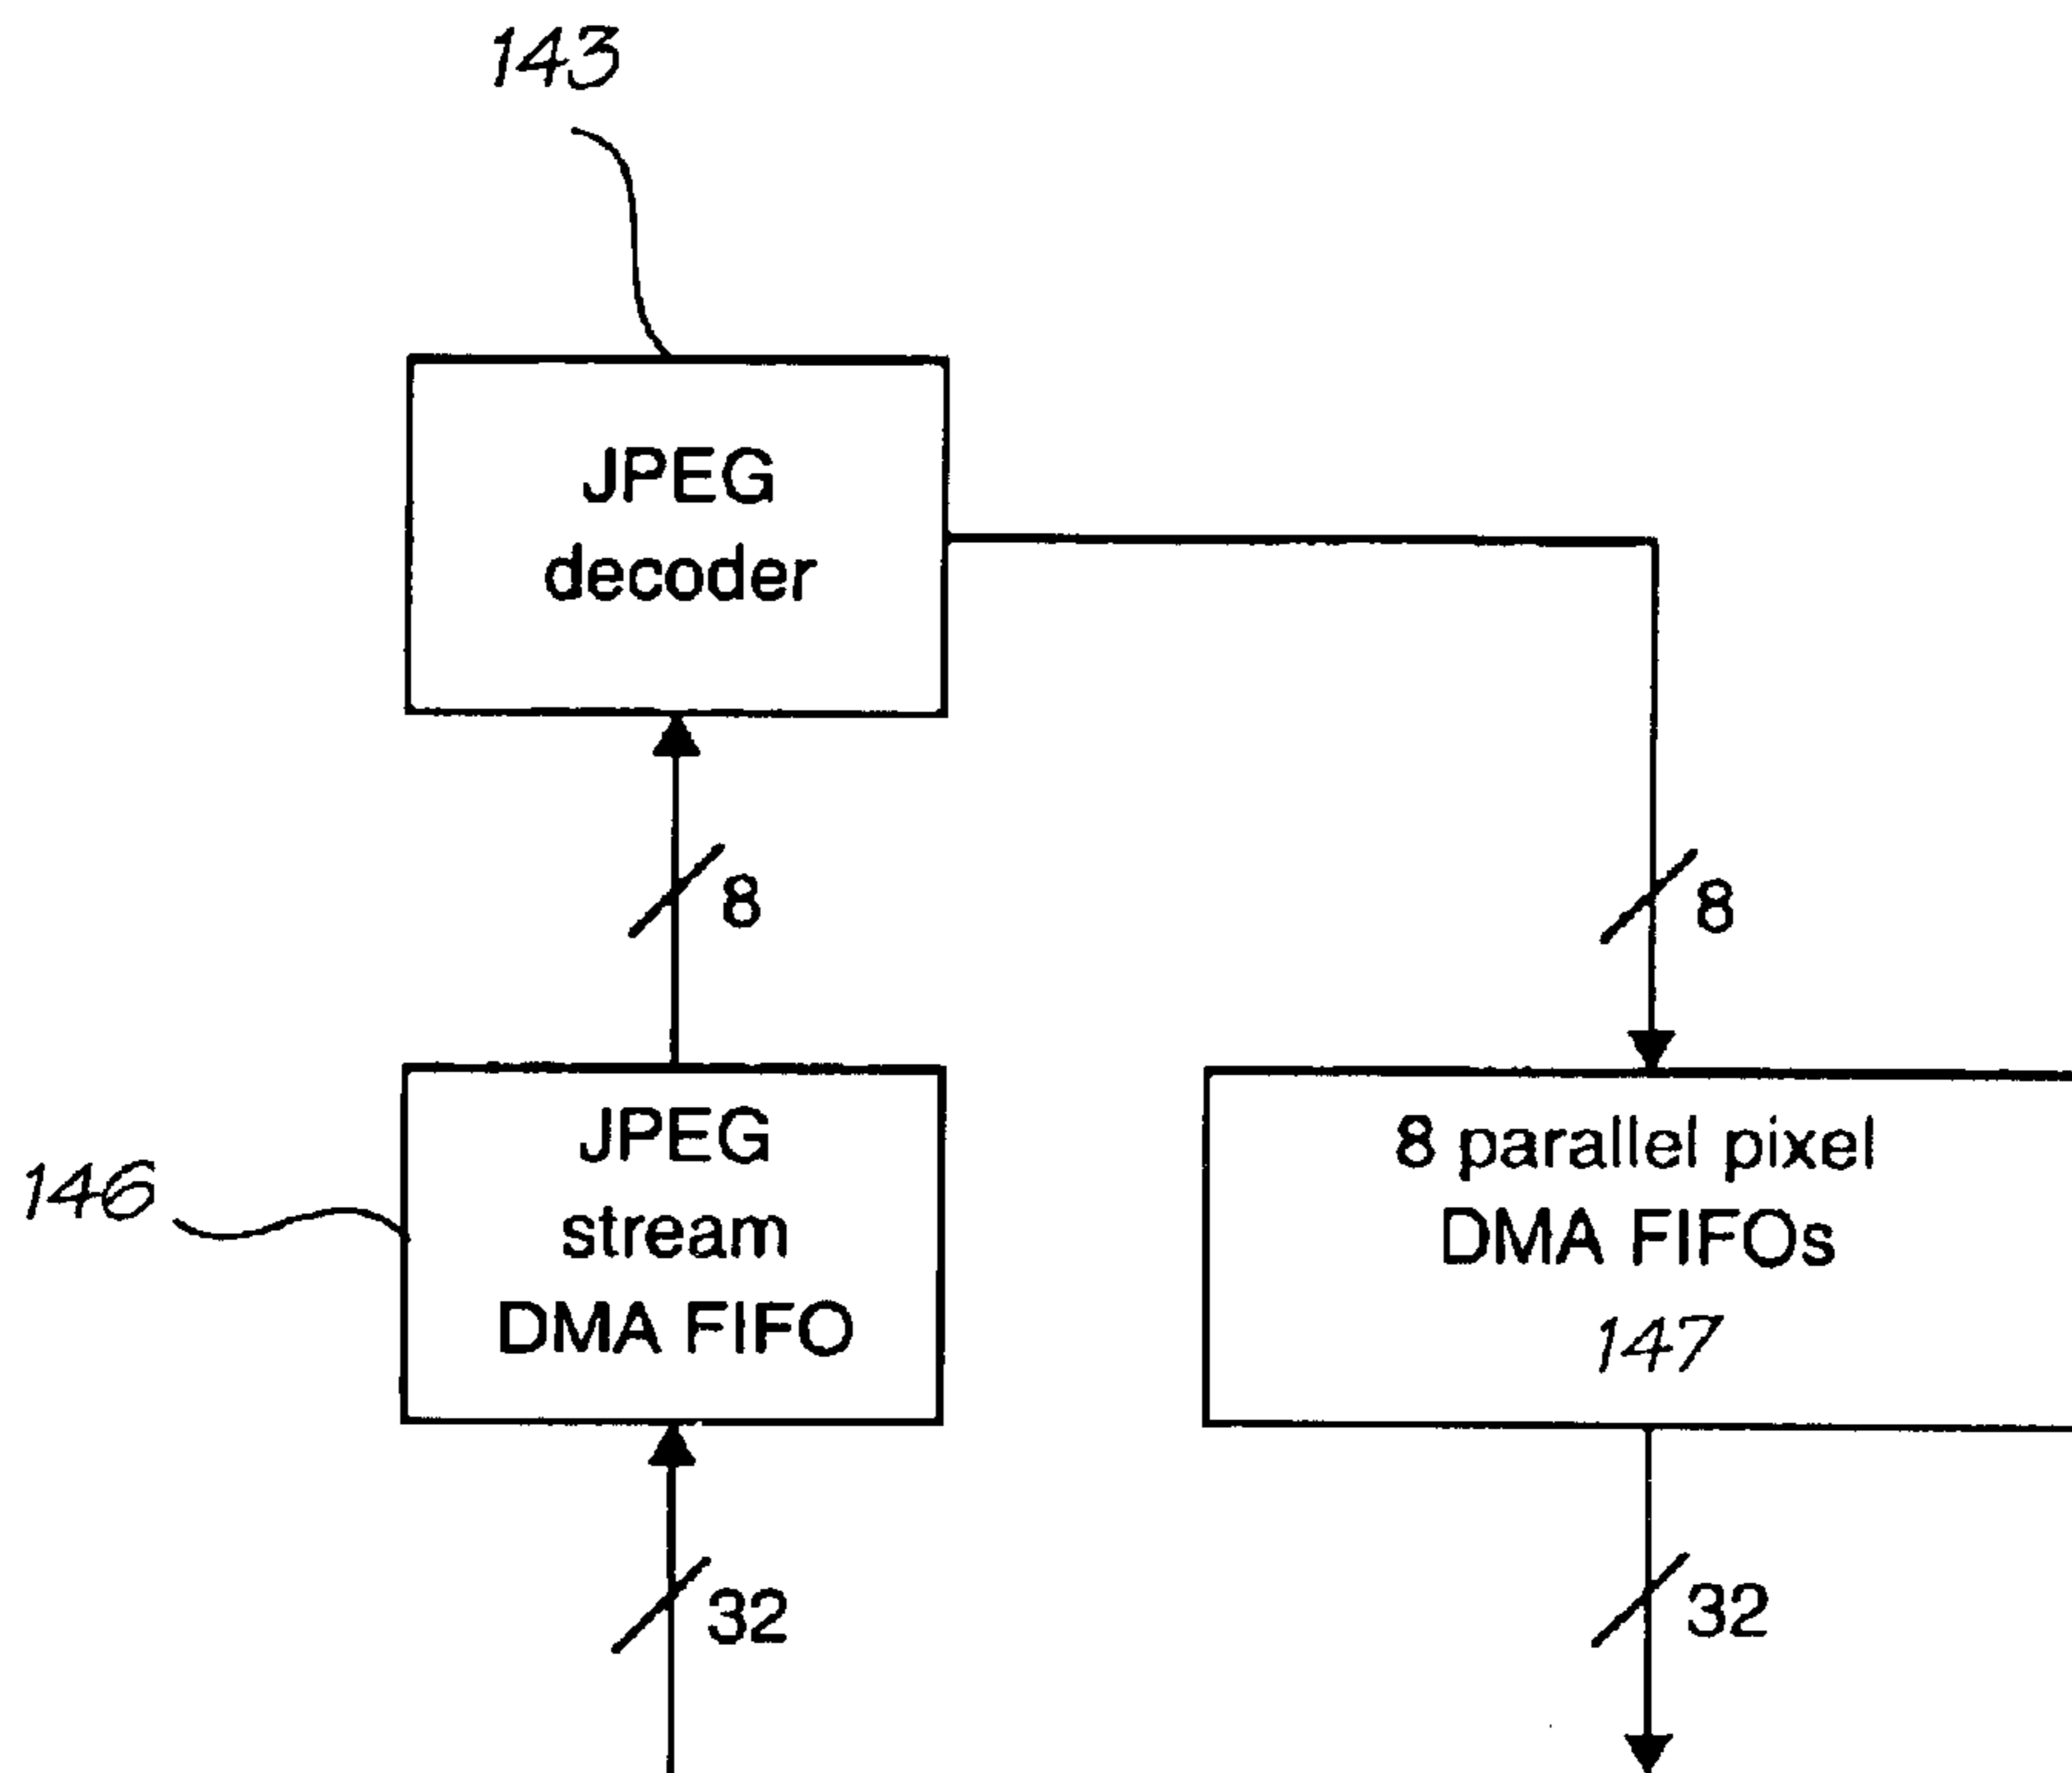 143
JPEG
decoder
8
8
146
JPEG
stream
DMA FIFO
8 parallel pixel
DMA FIFOs
147
32
32